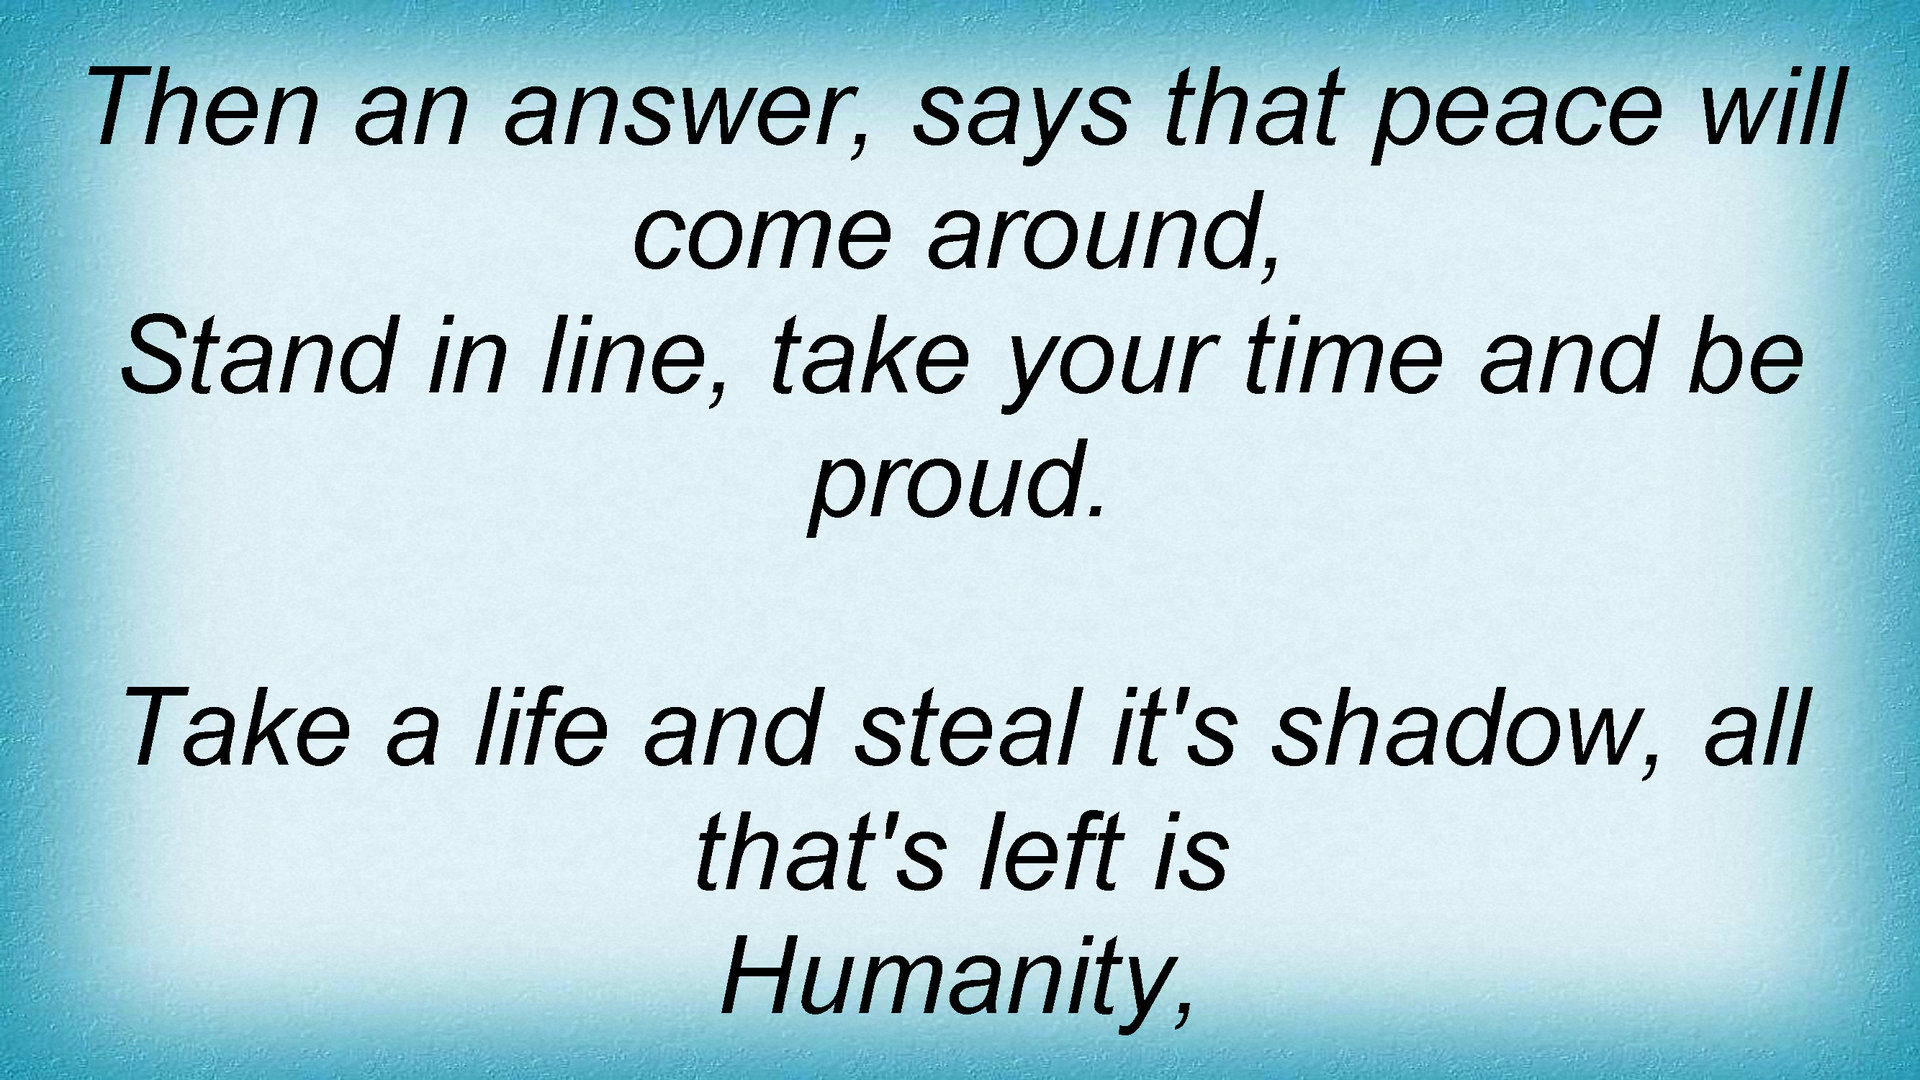 Then an answer, says that peace will
come around,
Stand in line, take your time and be
proud.
Take a life and steal it's shadow, all
that's left is
Humanity,